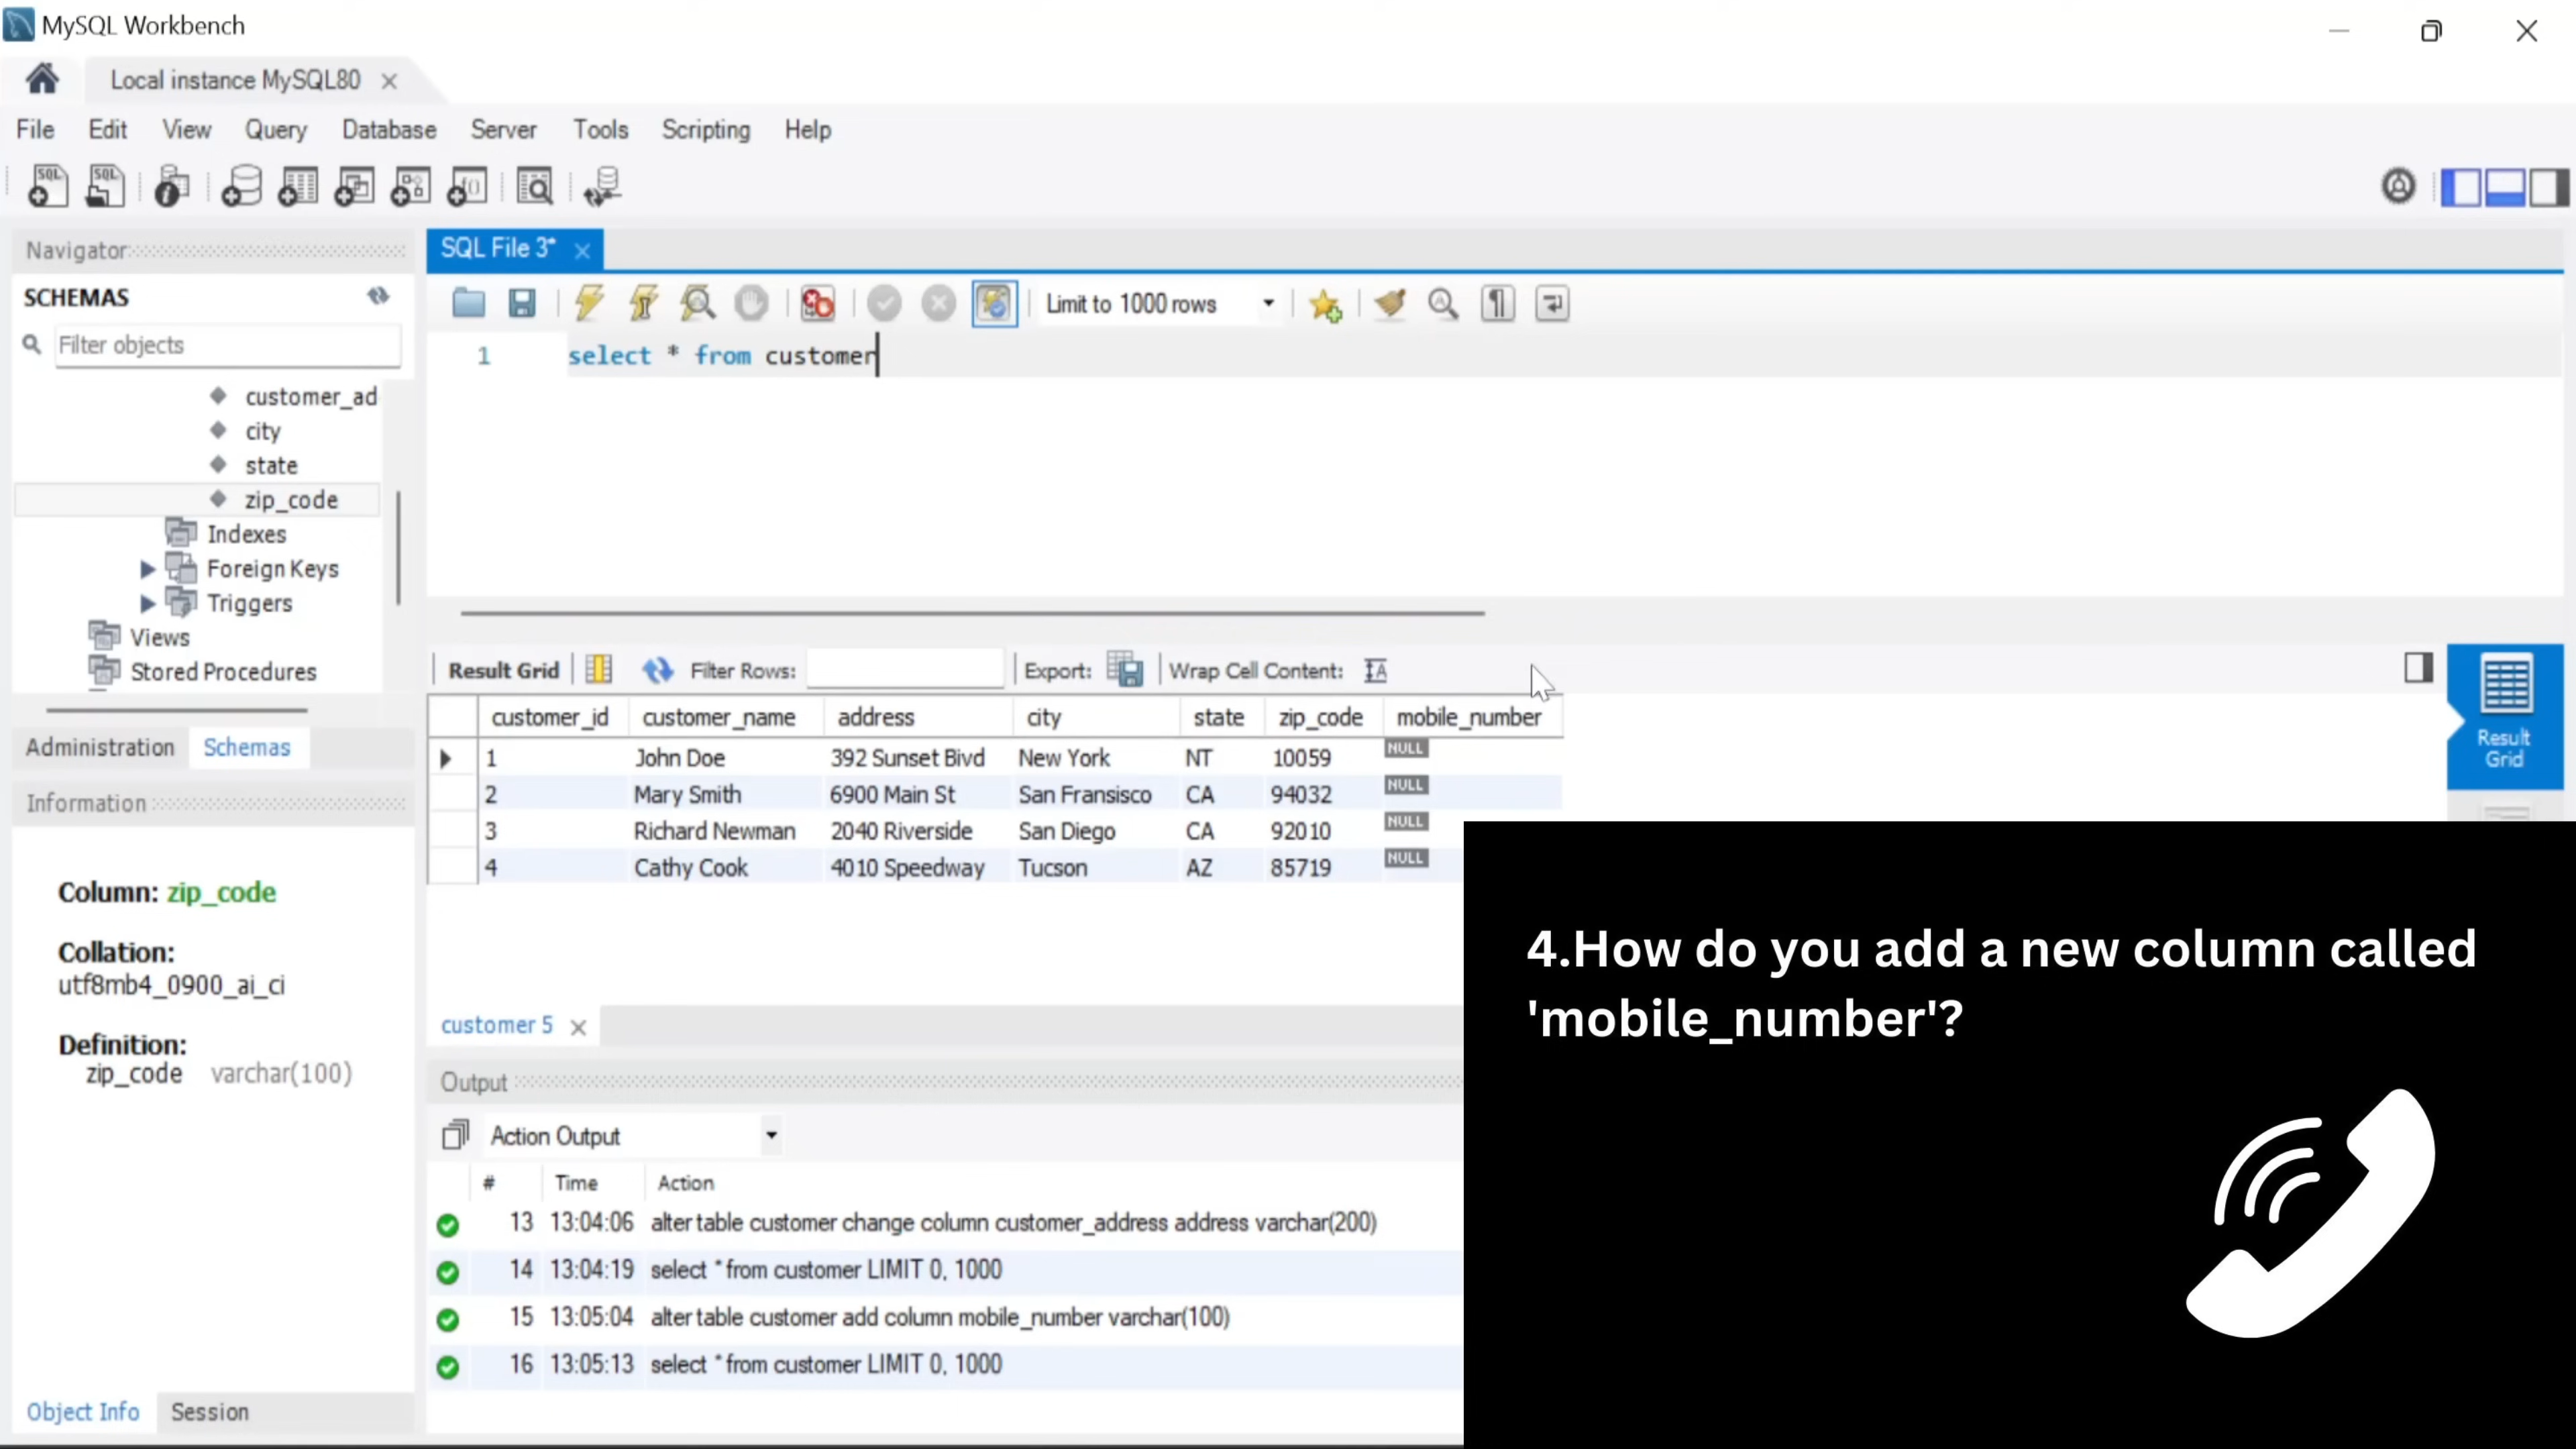 MySQL Workbench
Local instance MySQL80
File Edit View Query Database Server Tools Scripting Help
Navigator
SCHEMAS
Filter objects
customer_ad
city
state
zip_code
Indexes
Foreign Keys
Triggers
Views
Stored Procedures
Administration Schemas
Information
Column: zip_code
Collation:
utf8mb4_0900_ai_ci
Definition:
zip_code varchar(100)
Object Info Session
SQL File 3*
Limit to 1000 rows
1 select * from customer
Result Grid Filter Rows: Export: Wrap Cell Content:
customer_id customer_name address city state zip_code mobile_number
1 John Doe 392 Sunset Blvd New York NT 10059 NULL
2 Mary Smith 6900 Main St San Fransisco CA 94032 NULL
3 Richard Newman 2040 Riverside San Diego CA 92010 NULL
4 Cathy Cook 4010 Speedway Tucson AZ 85719 NULL
Result
Grid
customer 5
Output
Action Output
# Time Action
13 13:04:06 alter table customer change column customer_address address varchar(200)
14 13:04:19 select * from customer LIMIT 0, 1000
15 13:05:04 alter table customer add column mobile_number varchar(100)
16 13:05:13 select * from customer LIMIT 0, 1000
4.How do you add a new column called
'mobile_number'?